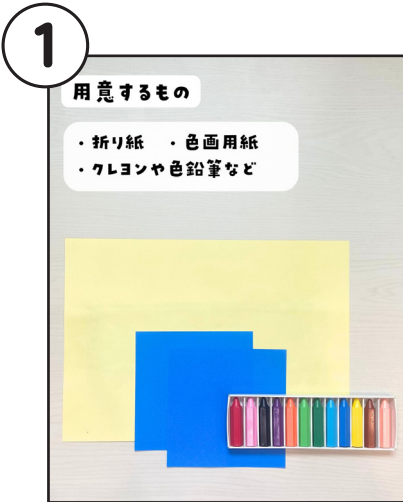 1
用意するもの
・折り紙　・色画用紙
・クレヨンや色鉛筆など